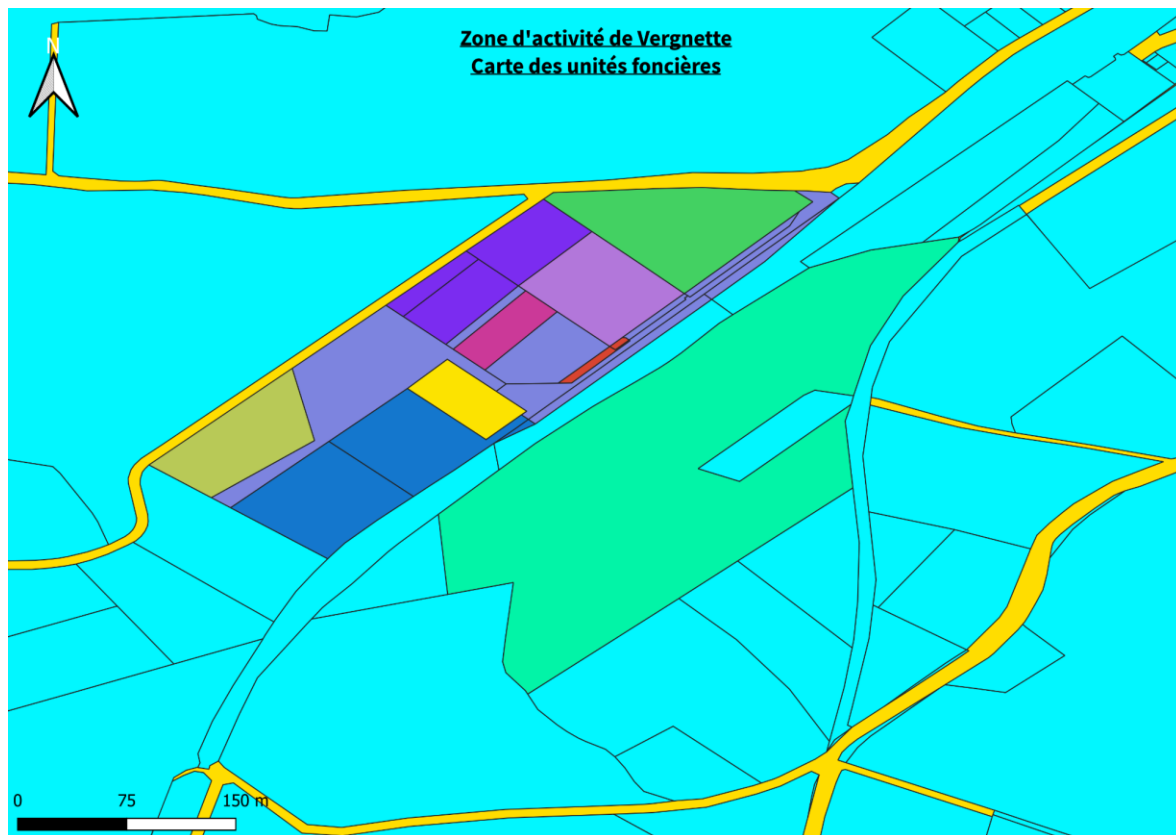 Zone d'activité de Vergnette
Carte des unités foncières
N
0 75 150 m